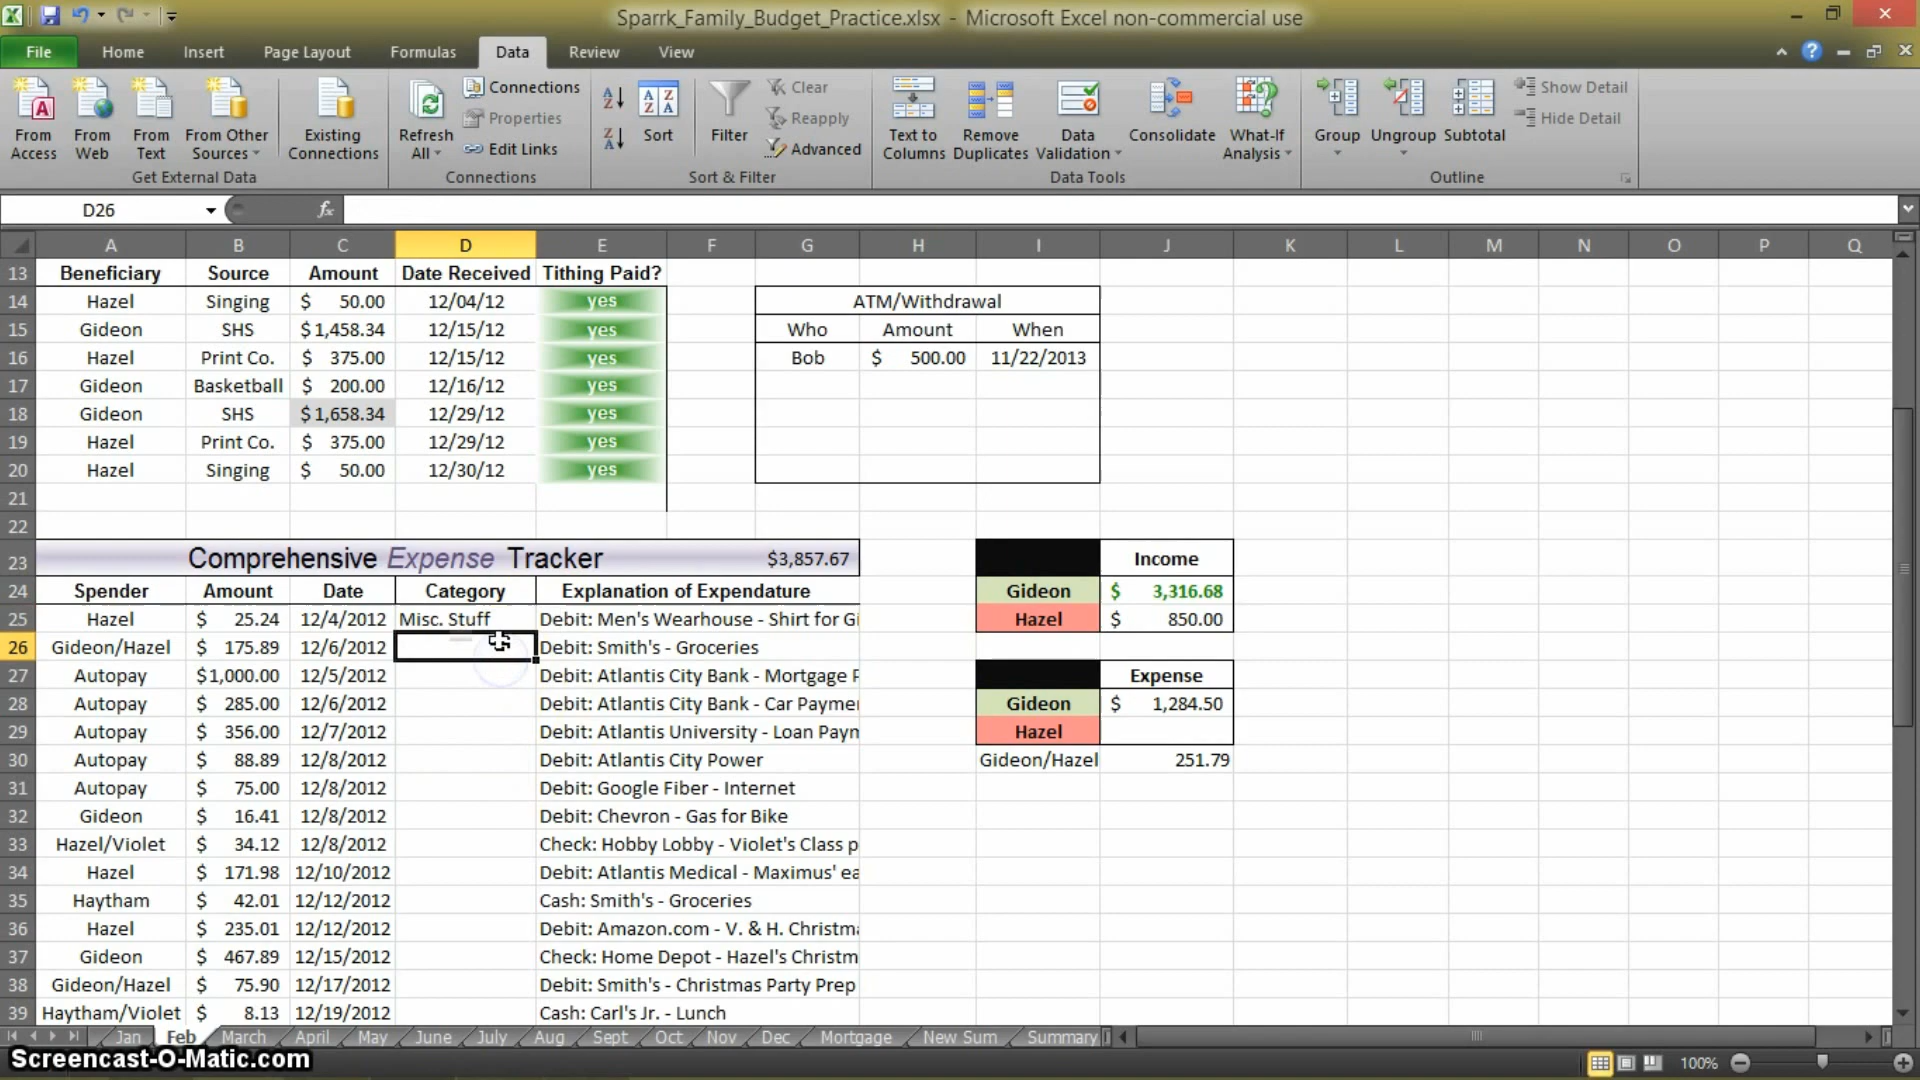 Sparrk_Family_Budget_Practice.xlsx - Microsoft Excel non-commercial use
File Home Insert Page Layout Formulas Data Review View
From Access From Web From Text From Other Sources Existing Connections Refresh All Connections Properties Edit Links Sort Filter Clear Reapply Advanced Text to Columns Remove Duplicates Data Validation Consolidate What-If Analysis Group Ungroup Subtotal Show Detail Hide Detail
Get External Data Connections Sort & Filter Data Tools Outline
D26 fx
A B C D E F G H I J K L M N O P Q
13 Beneficiary Source Amount Date Received Tithing Paid?
14 Hazel Singing $ 50.00 12/04/12 yes ATM/Withdrawal
15 Gideon SHS $1,458.34 12/15/12 yes Who Amount When
16 Hazel Print Co. $ 375.00 12/15/12 yes Bob $ 500.00 11/22/2013
17 Gideon Basketball $ 200.00 12/16/12 yes
18 Gideon SHS $1,658.34 12/29/12 yes
19 Hazel Print Co. $ 375.00 12/29/12 yes
20 Hazel Singing $ 50.00 12/30/12 yes
21
22
23 Comprehensive Expense Tracker $3,857.67 Income
24 Spender Amount Date Category Explanation of Expenditure Gideon $ 3,316.68
25 Hazel $ 25.24 12/4/2012 Misc. Stuff Debit: Men's Wearhouse - Shirt for Gi Hazel $ 850.00
26 Gideon/Hazel $ 175.89 12/6/2012 Debit: Smith's - Groceries
27 Autopay $1,000.00 12/5/2012 Debit: Atlantis City Bank - Mortgage P Expense
28 Autopay $ 285.00 12/6/2012 Debit: Atlantis City Bank - Car Paymen Gideon $ 1,284.50
29 Autopay $ 356.00 12/7/2012 Debit: Atlantis University - Loan Paym Hazel
30 Autopay $ 88.89 12/8/2012 Debit: Atlantis City Power Gideon/Hazel 251.79
31 Autopay $ 75.00 12/8/2012 Debit: Google Fiber - Internet
32 Gideon $ 16.41 12/8/2012 Debit: Chevron - Gas for Bike
33 Hazel/Violet $ 34.12 12/8/2012 Check: Hobby Lobby - Violet's Class p
34 Hazel $ 171.98 12/10/2012 Debit: Atlantis Medical - Maximus' ea
35 Haytham $ 42.01 12/12/2012 Cash: Smith's - Groceries
36 Hazel $ 235.01 12/12/2012 Debit: Amazon.com - V. & H. Christma
37 Gideon $ 467.89 12/15/2012 Check: Home Depot - Hazel's Christm
38 Gideon/Hazel $ 75.90 12/17/2012 Debit: Smith's - Christmas Party Prep
39 Haytham/Violet $ 8.13 12/19/2012 Cash: Carl's Jr. - Lunch
Jan Feb March April May June July Aug Sept Oct Nov Dec Mortgage New Sum Summary
Screencast-O-Matic.com 100%